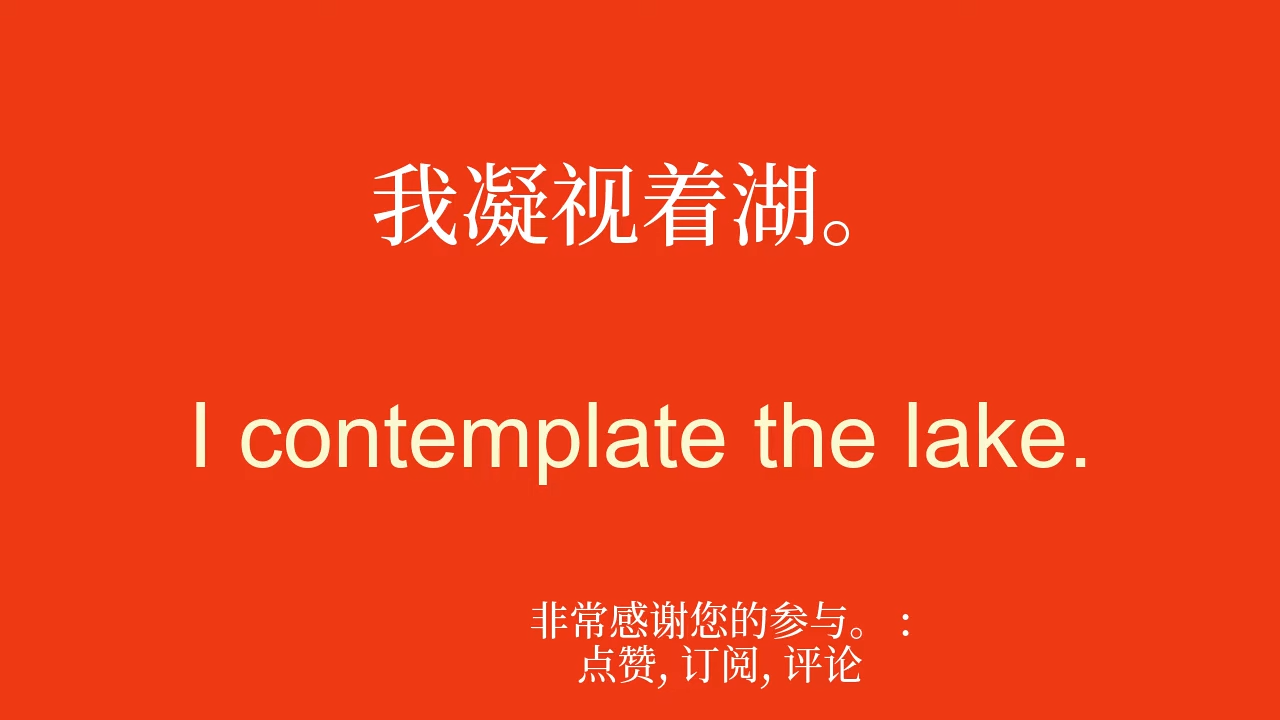 我凝视着湖。
I contemplate the lake.
非常感谢您的参与。 :
点赞, 订阅, 评论